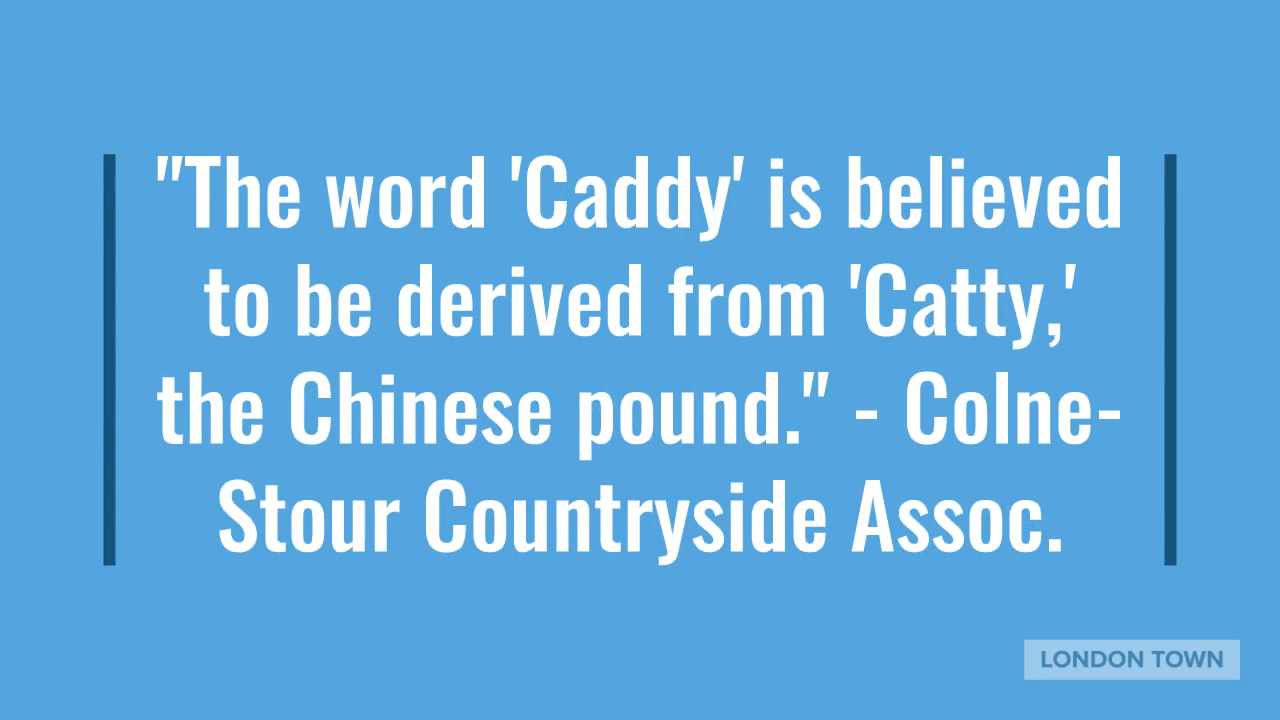 "The word 'Caddy' is believed
to be derived from 'Catty,'
the Chinese pound." - Colne-
Stour Countryside Assoc.
LONDON TOWN